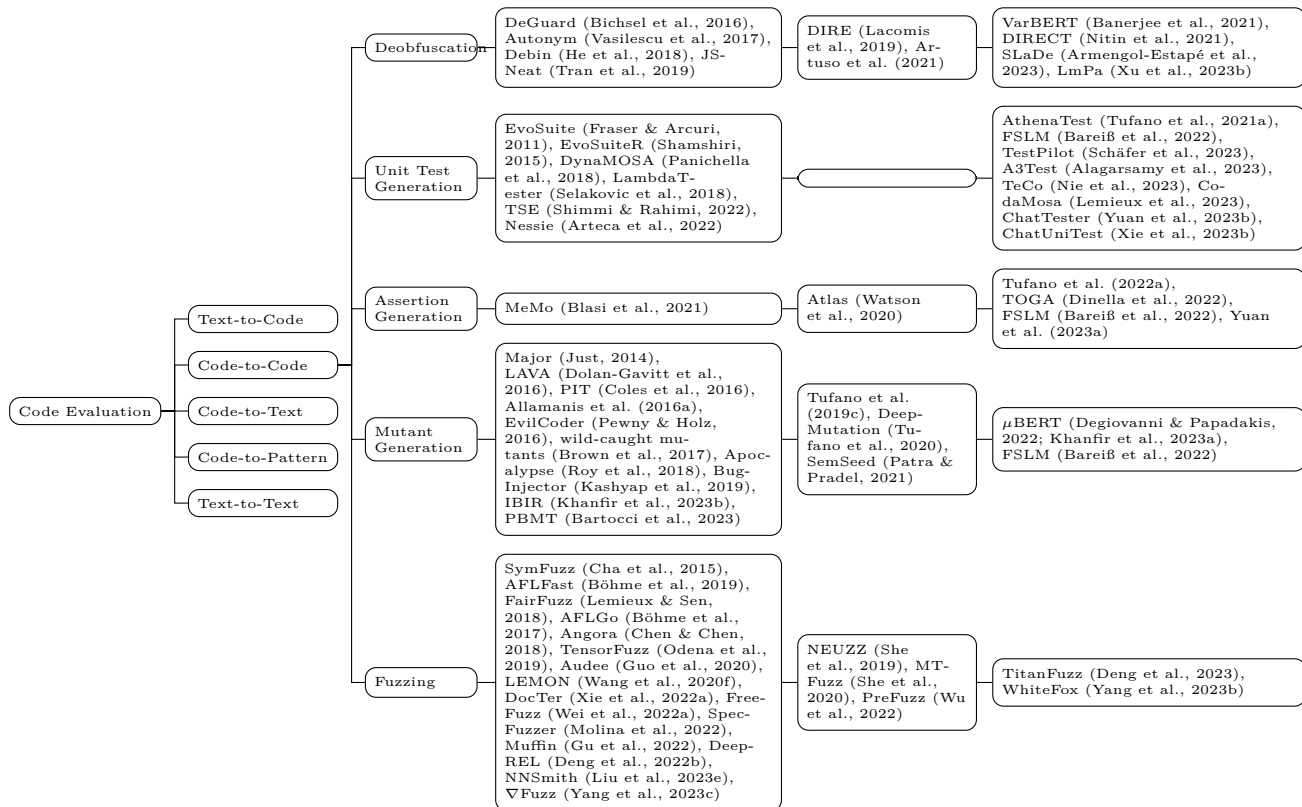 Code Evaluation
Text-to-Code
Code-to-Code
Code-to-Text
Code-to-Pattern
Text-to-Text
Deobfuscation
DeGuard (Bichsel et al., 2016),
Autonym (Vasilescu et al., 2017),
Debin (He et al., 2018), JS-
Neat (Tran et al., 2019)
DIRE (Lacomis
et al., 2019), Ar-
tuso et al. (2021)
VarBERT (Banerjee et al., 2021),
DIRECT (Nitin et al., 2021),
SLaDe (Armengol-Estapé et al.,
2023), LmPa (Xu et al., 2023b)
Unit Test
Generation
EvoSuite (Fraser & Arcuri,
2011), EvoSuiteR (Shamshiri,
2015), DynaMOSA (Panichella
et al., 2018), LambdaT-
ester (Selakovic et al., 2018),
TSE (Shimmi & Rahimi, 2022),
Nessie (Arteca et al., 2022)
AthenaTest (Tufano et al., 2021a),
FSLM (Bareiß et al., 2022),
TestPilot (Schäfer et al., 2023),
A3Test (Alagarsamy et al., 2023),
TeCo (Nie et al., 2023), Co-
daMosa (Lemieux et al., 2023),
ChatTester (Yuan et al., 2023b),
ChatUniTest (Xie et al., 2023b)
Assertion
Generation
MeMo (Blasi et al., 2021)
Atlas (Watson
et al., 2020)
Tufano et al. (2022a),
TOGA (Dinella et al., 2022),
FSLM (Bareiß et al., 2022), Yuan
et al. (2023a)
Mutant
Generation
Major (Just, 2014),
LAVA (Dolan-Gavitt et al.,
2016), PIT (Coles et al., 2016),
Allamanis et al. (2016a),
EvilCoder (Pewny & Holz,
2016), wild-caught mu-
tants (Brown et al., 2017), Apoc-
alypse (Roy et al., 2018), Bug-
Injector (Kashyap et al., 2019),
IBIR (Khanfir et al., 2023b),
PBMT (Bartocci et al., 2023)
Tufano et al.
(2019c), Deep-
Mutation (Tu-
fano et al., 2020),
SemSeed (Patra &
Pradel, 2021)
μBERT (Degiovanni & Papadakis,
2022; Khanfir et al., 2023a),
FSLM (Bareiß et al., 2022)
Fuzzing
SymFuzz (Cha et al., 2015),
AFLFast (Böhme et al., 2019),
FairFuzz (Lemieux & Sen,
2018), AFLGo (Böhme et al.,
2017), Angora (Chen & Chen,
2018), TensorFuzz (Odena et al.,
2019), Audee (Guo et al., 2020),
LEMON (Wang et al., 2020f),
DocTer (Xie et al., 2022a), Free-
Fuzz (Wei et al., 2022a), Spec-
Fuzzer (Molina et al., 2022),
Muffin (Gu et al., 2022), Deep-
REL (Deng et al., 2022b),
NNSmith (Liu et al., 2023e),
∇Fuzz (Yang et al., 2023c)
NEUZZ (She
et al., 2019), MT-
Fuzz (She et al.,
2020), PreFuzz (Wu
et al., 2022)
TitanFuzz (Deng et al., 2023),
WhiteFox (Yang et al., 2023b)